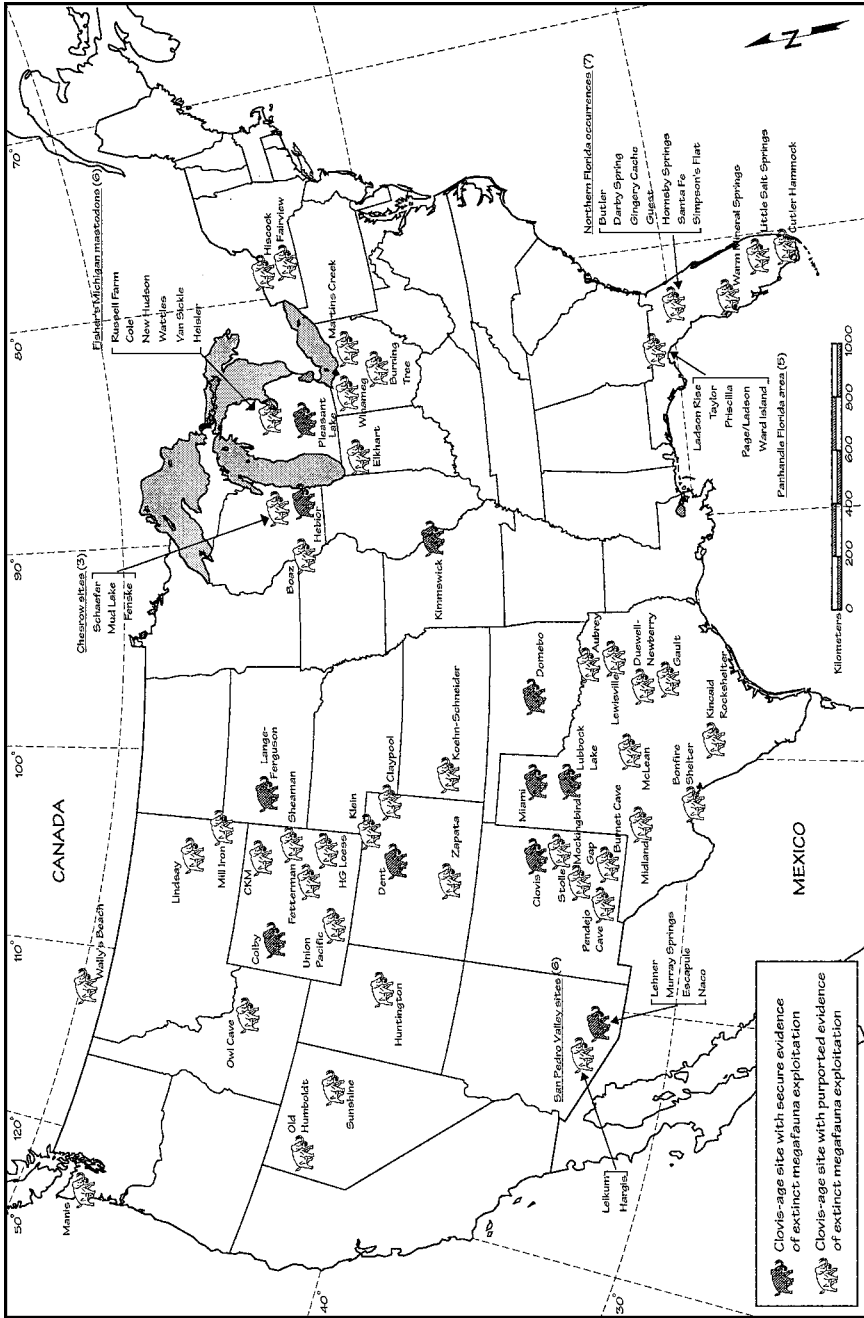 CANADA
MEXICO
N
50°
120°
110°
100°
90°
80°
70°
40°
30°
Manis
Wally's Beach
Lindsay
Mill Iron
Owl Cave
Colby
CKM
Lange-
Ferguson
Sheaman
Fetterman
Union
Pacific
HG Loess
Old
Humboldt
Sunshine
Huntington
Klein
Dent
Claypool
Zapata
Koehn-Schneider
Clovis
Stolle
Mockingbird
Gap
Burnet Cave
Pendejo
Cave
Miami
Lubbock
Lake
Midland
McLean
Domebo
Aubrey
Lewisville
Duewell-
Newberry
Gault
Kincaid
Rockshelter
Bonfire
Shelter
San Pedro Valley sites (6)
Lehner
Murray Springs
Escapule
Naco
Leikum
Hargis
Chesrow sites (3)
Schaefer
Mud Lake
Fenske
Boaz
Hebior
Kimmswick
Fisher's Michigan mastodons (6)
Russell Farm
Cole
New Hudson
Wattles
Van Sickle
Heisler
Pleasant
Lake
Elkhart
Winameg
Martins Creek
Burning
Tree
Hiscock
Fairview
Northern Florida occurrences (7)
Butler
Darby Spring
Gingery Cache
Guest
Hornsby Springs
Santa Fe
Simpson's Flat
Warm Mineral Springs
Little Salt Springs
Cutler Hammock
Ladson Rise
Taylor
Priscilla
Page/Ladson
Ward Island
Panhandle Florida area (5)
Kilometers
0 200 400 600 800 1000
Clovis-age site with secure evidence
of extinct megafauna exploitation
Clovis-age site with purported evidence
of extinct megafauna exploitation